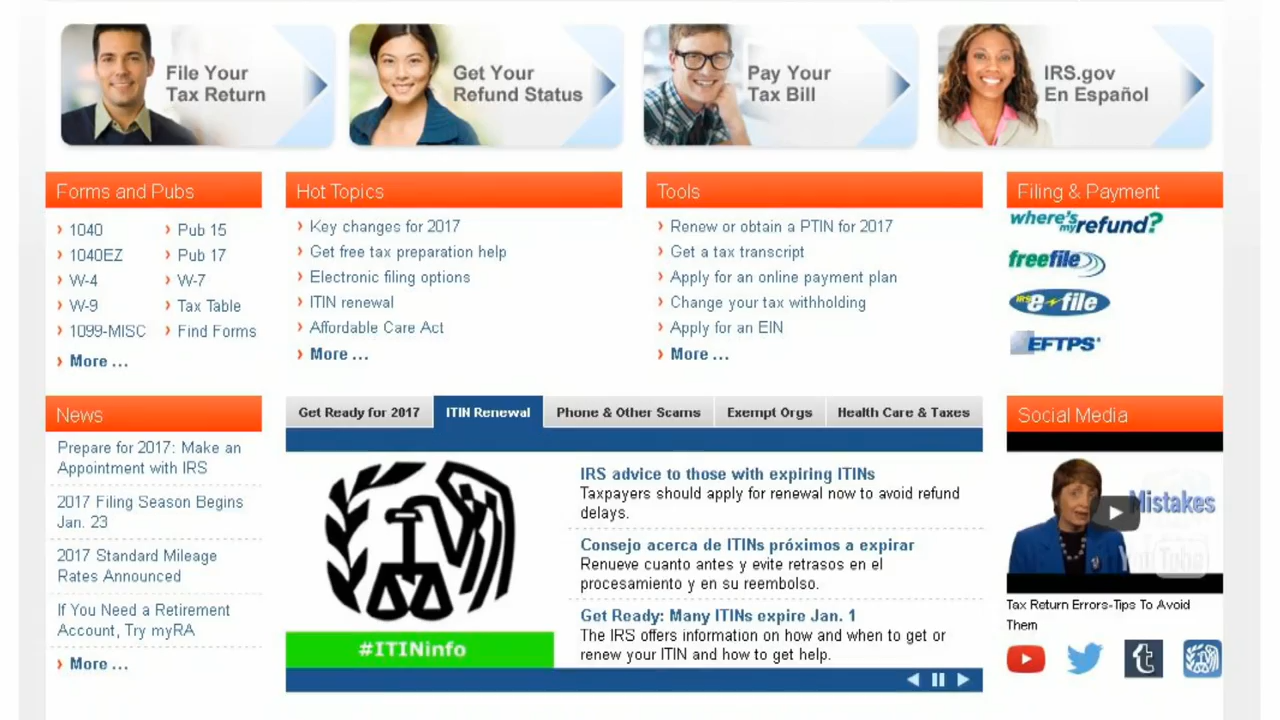 File Your
Tax Return
Get Your
Refund Status
Pay Your
Tax Bill
IRS.gov
En Español
Forms and Pubs
1040
1040EZ
W-4
W-9
1099-MISC
More ...
Pub 15
Pub 17
W-7
Tax Table
Find Forms
Hot Topics
Key changes for 2017
Get free tax preparation help
Electronic filing options
ITIN renewal
Affordable Care Act
More ...
Tools
Renew or obtain a PTIN for 2017
Get a tax transcript
Apply for an online payment plan
Change your tax withholding
Apply for an EIN
More ...
Filing & Payment
where's my refund?
freefile
IRS e-file
EFTPS
News
Prepare for 2017: Make an
Appointment with IRS
2017 Filing Season Begins
Jan. 23
2017 Standard Mileage
Rates Announced
If You Need a Retirement
Account, Try myRA
More ...
Get Ready for 2017
ITIN Renewal
Phone & Other Scams
Exempt Orgs
Health Care & Taxes
#ITINinfo
IRS advice to those with expiring ITINs
Taxpayers should apply for renewal now to avoid refund
delays.
Consejo acerca de ITINs próximos a expirar
Renueve cuanto antes y evite retrasos en el
procesamiento y en su reembolso.
Get Ready: Many ITINs expire Jan. 1
The IRS offers information on how and when to get or
renew your ITIN and how to get help.
Social Media
Mistakes
YouTube
Tax Return Errors-Tips To Avoid
Them
t